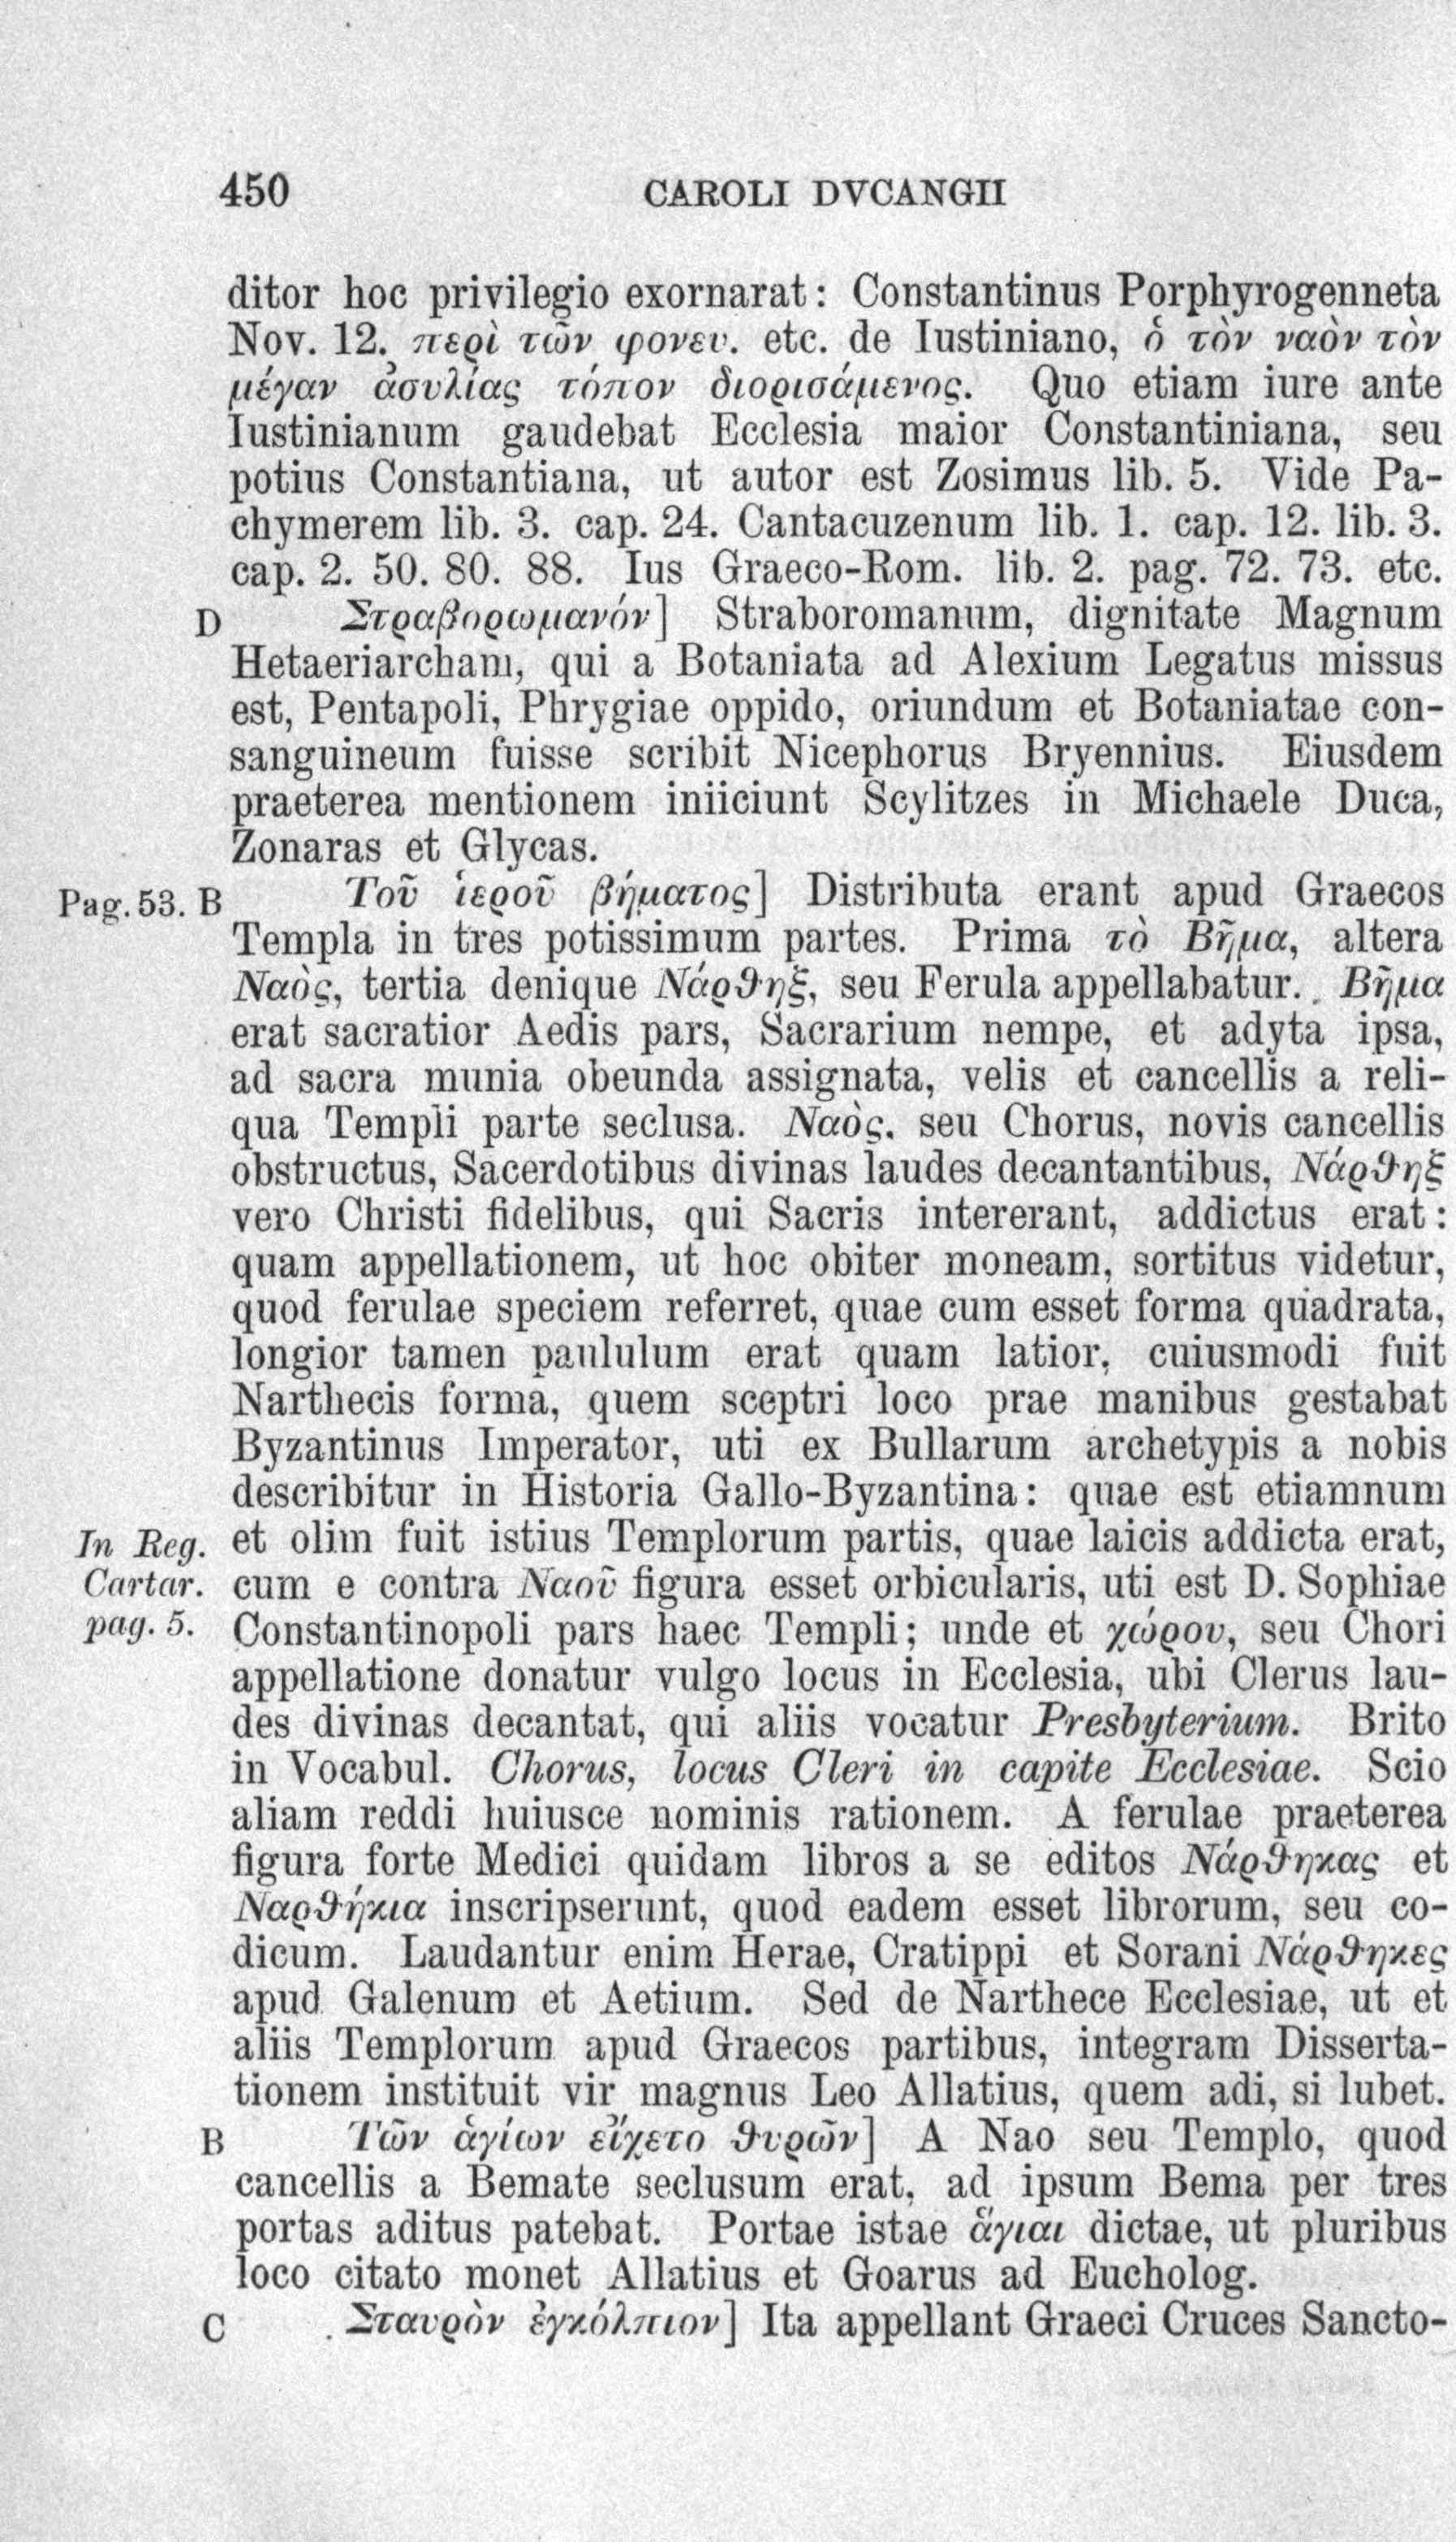 450 CAROLI DVCANGII
ditor hoc privilegio exornarat: Constantinus Porphyrogenneta
Nov. 12. περὶ τῶν φονευ. etc. de Iustiniano, ὁ τὸν ναὸν τὸν
μέγαν ἀσυλίας τόπον διορισάμενος. Quo etiam iure ante
Iustinianum gaudebat Ecclesia maior Constantiniana, seu
potius Constantiana, ut autor est Zosimus lib. 5. Vide Pa-
chymerem lib. 3. cap. 24. Cantacuzenum lib. 1. cap. 12. lib. 3.
cap. 2. 50. 80. 88. Ius Graeco-Rom. lib. 2. pag. 72. 73. etc.
D Στραβορωμανόν] Straboromanum, dignitate Magnum
Hetaeriarcham, qui a Botaniata ad Alexium Legatus missus
est, Pentapoli, Phrygiae oppido, oriundum et Botaniatae con-
sanguineum fuisse scribit Nicephorus Bryennius. Eiusdem
praeterea mentionem iniiciunt Scylitzes in Michaele Duca,
Zonaras et Glycas.
Pag. 53. B Τοῦ ἱεροῦ βήματος] Distributa erant apud Graecos
Templa in tres potissimum partes. Prima τὸ Βῆμα, altera
Ναὸς, tertia denique Νάρθηξ, seu Ferula appellabatur. Βῆμα
erat sacratior Aedis pars, Sacrarium nempe, et adyta ipsa,
ad sacra munia obeunda assignata, velis et cancellis a reli-
qua Templi parte seclusa. Ναὸς, seu Chorus, novis cancellis
obstructus, Sacerdotibus divinas laudes decantantibus, Νάρθηξ
vero Christi fidelibus, qui Sacris intererant, addictus erat:
quam appellationem, ut hoc obiter moneam, sortitus videtur,
quod ferulae speciem referret, quae cum esset forma quadrata,
longior tamen paululum erat quam latior, cuiusmodi fuit
Narthecis forma, quem sceptri loco prae manibus gestabat
Byzantinus Imperator, uti ex Bullarum archetypis a nobis
describitur in Historia Gallo-Byzantina: quae est etiamnum
In Reg. et olim fuit istius Templorum partis, quae laicis addicta erat,
Cartar. cum e contra Ναοῦ figura esset orbicularis, uti est D. Sophiae
pag. 5. Constantinopoli pars haec Templi; unde et χώρου, seu Chori
appellatione donatur vulgo locus in Ecclesia, ubi Clerus lau-
des divinas decantat, qui aliis vocatur Presbyterium. Brito
in Vocabul. Chorus, locus Cleri in capite Ecclesiae. Scio
aliam reddi huiusce nominis rationem. A ferulae praeterea
figura forte Medici quidam libros a se editos Νάρθηκας et
Ναρθήκια inscripserunt, quod eadem esset librorum, seu co-
dicum. Laudantur enim Herae, Cratippi et Sorani Νάρθηκες
apud Galenum et Aetium. Sed de Narthece Ecclesiae, ut et
aliis Templorum apud Graecos partibus, integram Disserta-
tionem instituit vir magnus Leo Allatius, quem adi, si lubet.
B Τῶν ἁγίων εἴχετο θυρῶν] A Nao seu Templo, quod
cancellis a Bemate seclusum erat, ad ipsum Bema per tres
portas aditus patebat. Portae istae ἅγιαι dictae, ut pluribus
loco citato monet Allatius et Goarus ad Eucholog.
C Σταυρὸν ἐγκόλπιον] Ita appellant Graeci Cruces Sancto-